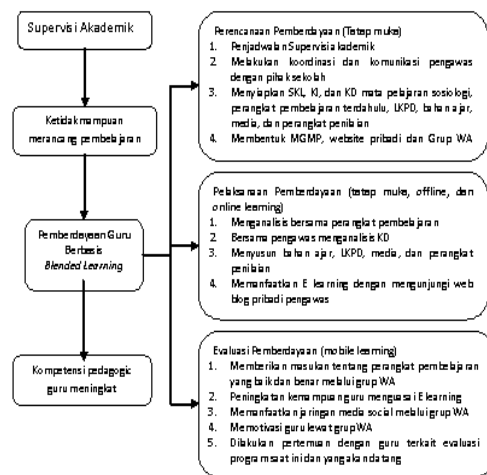 Supervisi Akademik
Ketidak mampuan
merancang pembelajaran
Pemberdayaan Guru
Berbasis
Blended Learning
Kompetensi pedagogic
guru meningkat
Perencanaan Pemberdayaan (Tatap muka)
1. Penjadwalan Supervisi akademik
2. Melakukan koordinasi dan komunikasi pengawas
dengan pihak sekolah
3. Menyiapkan SKL, KI, dan KD mata pelajaran sosiologi,
perangkat pembelajaran terdahulu, LKPD, bahan ajar,
media, dan perangkat penilaian
4. Membentuk MGMP, website pribadi dan Grup WA
Pelaksanaan Pemberdayaan (tatap muka, offline, dan
online learning)
1. Menganalisis bersama perangkat pembelajaran
2. Bersama pengawas menganalisis KD
3. Menyusun bahan ajar, LKPD, media, dan perangkat
penilaian
4. Memanfaatkan E learning dengan mengunjungi web
blog pribadi pengawas
Evaluasi Pemberdayaan (mobile learning)
1. Memberikan masukan tentang perangkat pembelajaran
yang baik dan benar melalui grup WA
2. Peningkatan kemampuan guru menguasai E learning
3. Memanfaatkan jaringan media social melalui grup WA
4. Memotivasi guru lewat grup WA
5. Dilakukan pertemuan dengan guru terkait evaluasi
program saat ini dan yang akan datang